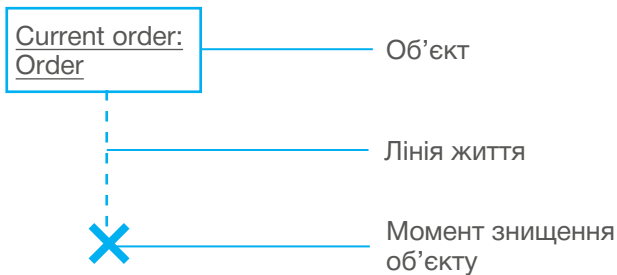 Current order:
Order
Об’єкт
Лінія життя
Момент знищення
об’єкту